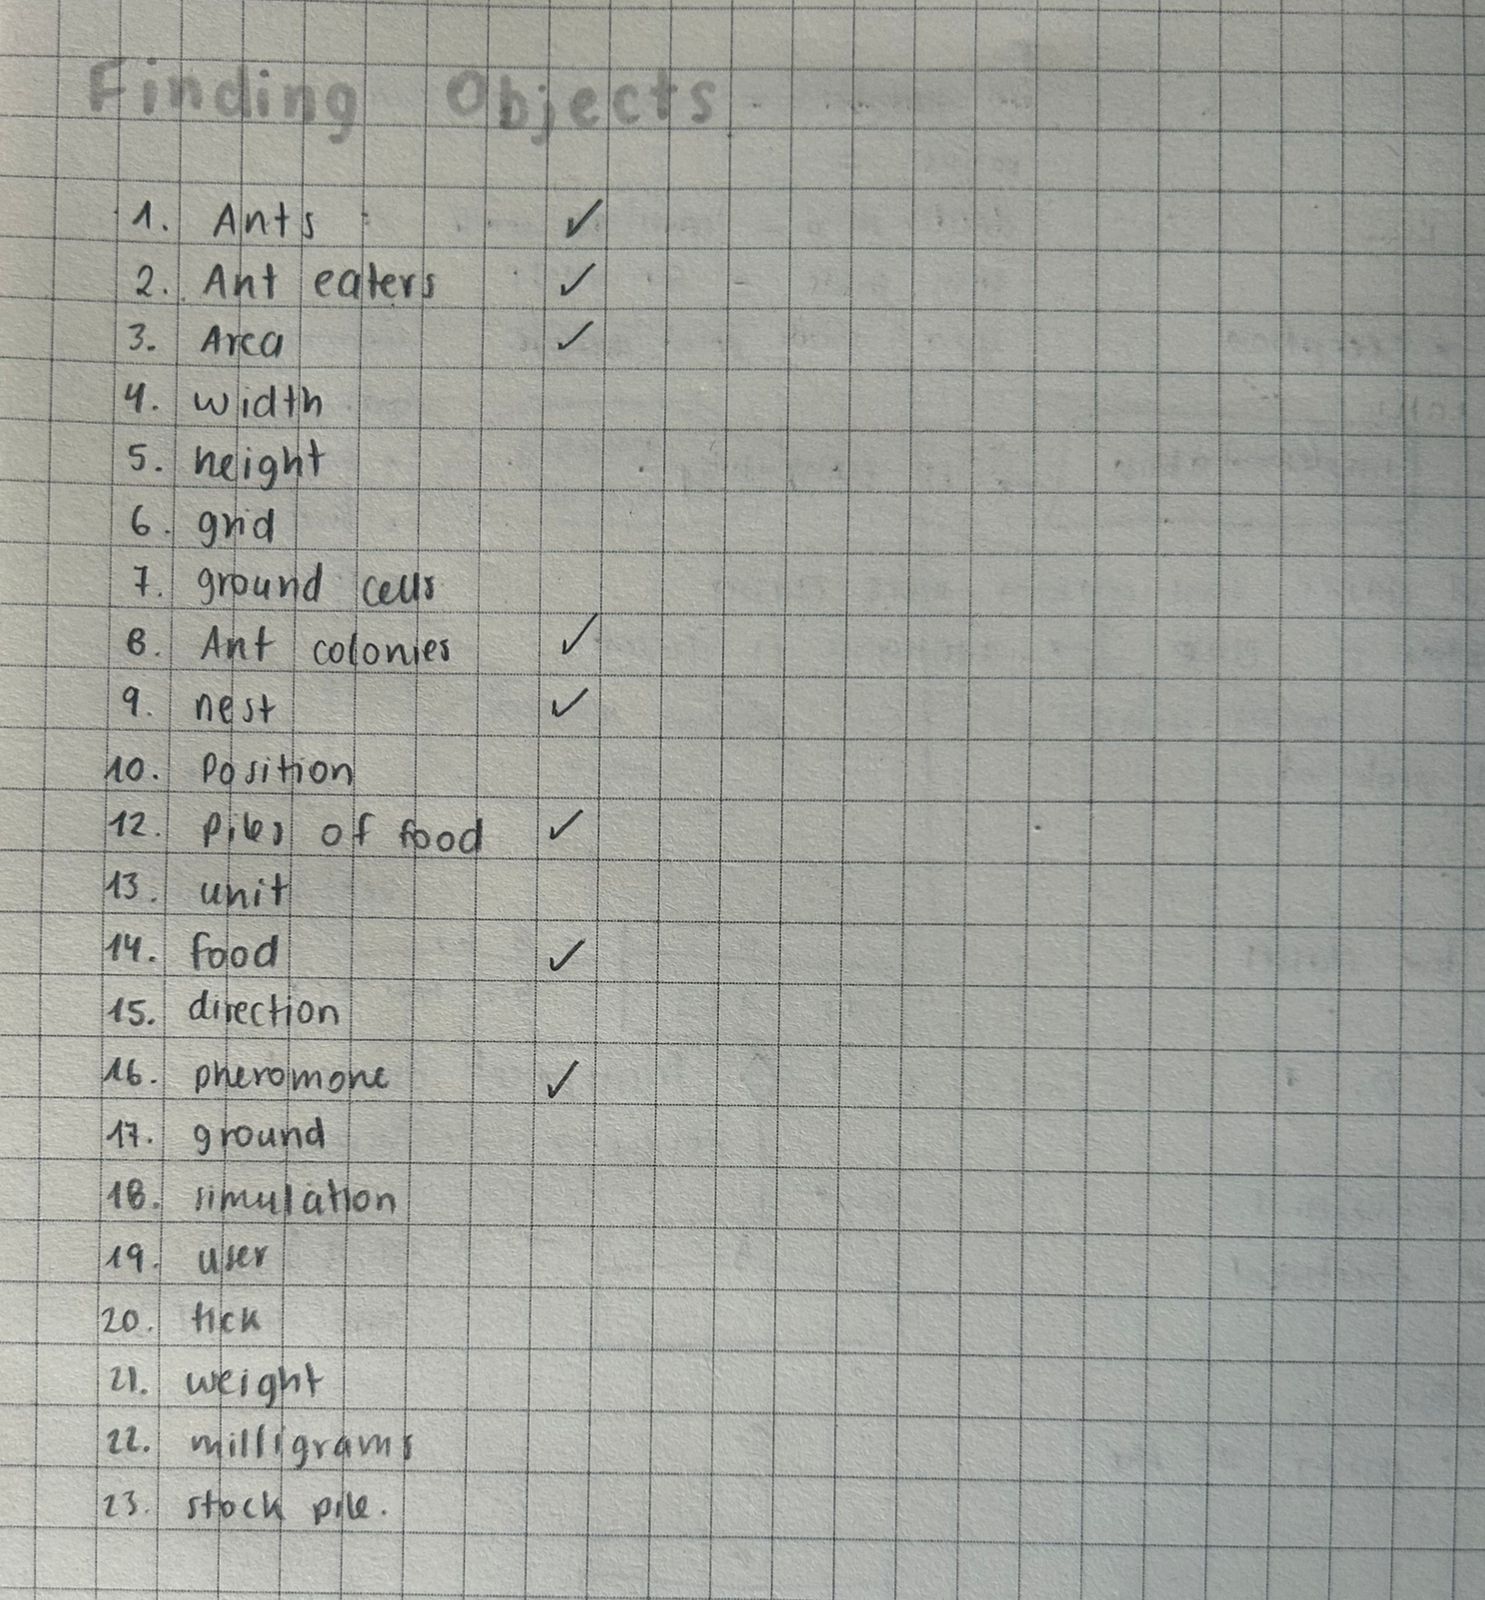 Finding Objects
1. Ants ✓
2. Ant eaters ✓
3. Area ✓
4. width
5. height
6. grid
7. ground cells
8. Ant colonies ✓
9. nest ✓
10. Position
12. Piles of food ✓
13. unit
14. food ✓
15. direction
16. pheromone ✓
17. ground
18. simulation
19. user
20. tick
21. weight
22. milligrams
23. stock pile.